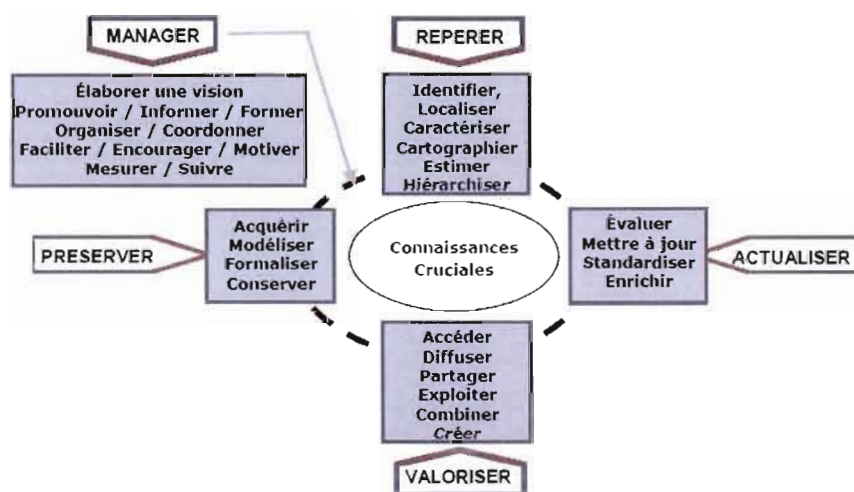 MANAGER
Élaborer une vision
Promouvoir / Informer / Former
Organiser / Coordonner
Faciliter / Encourager / Motiver
Mesurer / Suivre
REPERER
Identifier,
Localiser
Caractériser
Cartographier
Estimer
Hiérarchiser
PRESERVER
Acquérir
Modéliser
Formaliser
Conserver
Connaissances
Cruciales
Évaluer
Mettre à jour
Standardiser
Enrichir
ACTUALISER
Accéder
Diffuser
Partager
Exploiter
Combiner
Créer
VALORISER